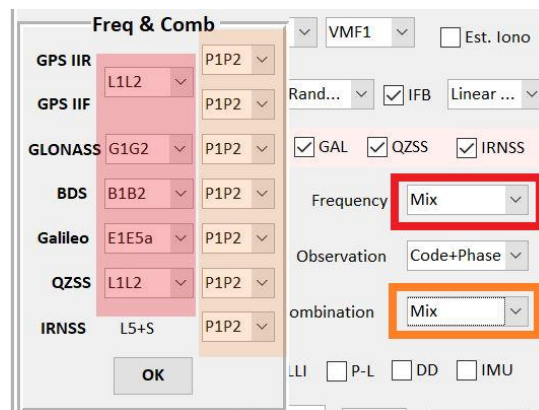 Freq & Comb
GPS IIR
L1L2
P1P2
GPS IIF
P1P2
GLONASS G1G2 P1P2
BDS B1B2 P1P2
Galileo E1E5a P1P2
QZSS L1L2 P1P2
IRNSS L5+S P1P2
OK
VMF1 Est. Iono
Rand... IFB Linear ...
GAL QZSS IRNSS
Frequency Mix
Observation Code+Phase
ombination Mix
LLI P-L DD IMU